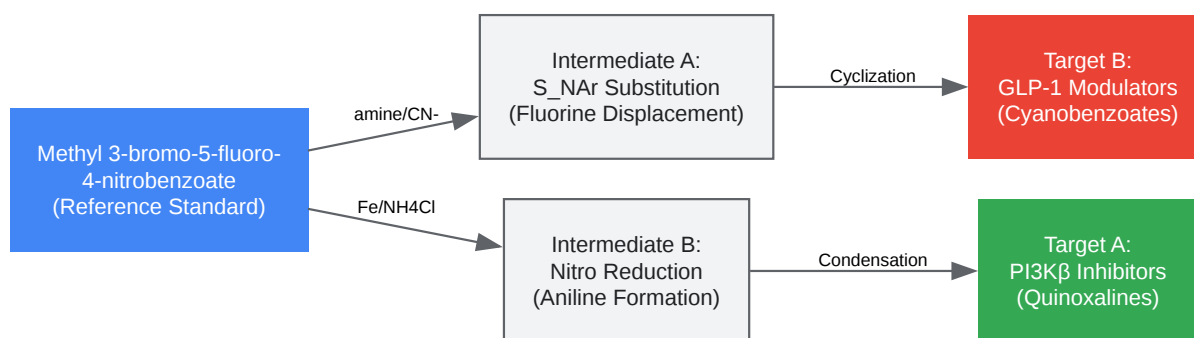 Methyl 3-bromo-5-fluoro-
4-nitrobenzoate
(Reference Standard)
amine/CN-
Intermediate A:
S_NAr Substitution
(Fluorine Displacement)
Cyclization
Target B:
GLP-1 Modulators
(Cyanobenzoates)
Fe/NH4Cl
Intermediate B:
Nitro Reduction
(Aniline Formation)
Condensation
Target A:
PI3Kβ Inhibitors
(Quinoxalines)